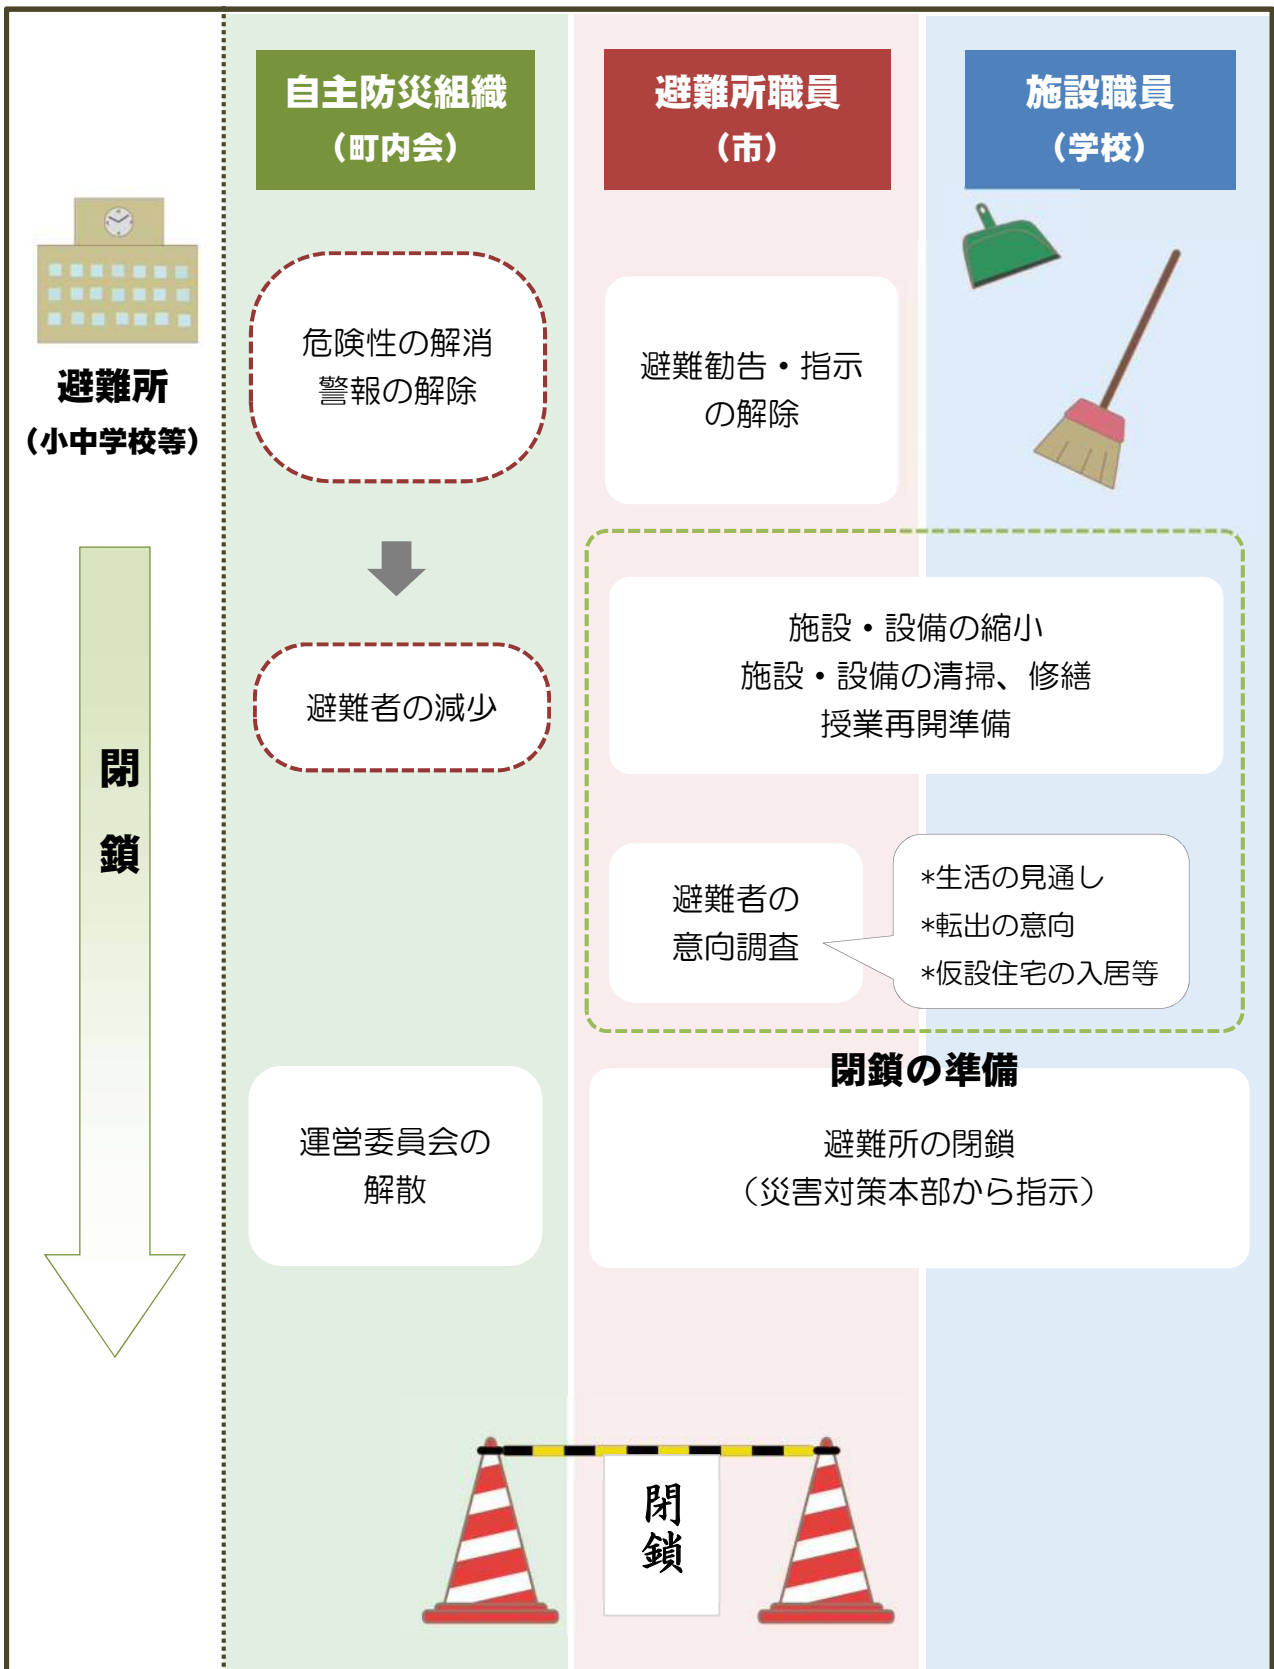 自主防災組織
（町内会）
避難所職員
（市）
施設職員
（学校）
避難所
（小中学校等）
危険性の解消
警報の解除
避難勧告・指示
の解除
避難者の減少
施設・設備の縮小
施設・設備の清掃、修繕
授業再開準備
閉
鎖
避難者の
意向調査
*生活の見通し
*転出の意向
*仮設住宅の入居等
閉鎖の準備
運営委員会の
解散
避難所の閉鎖
（災害対策本部から指示）
閉
鎖